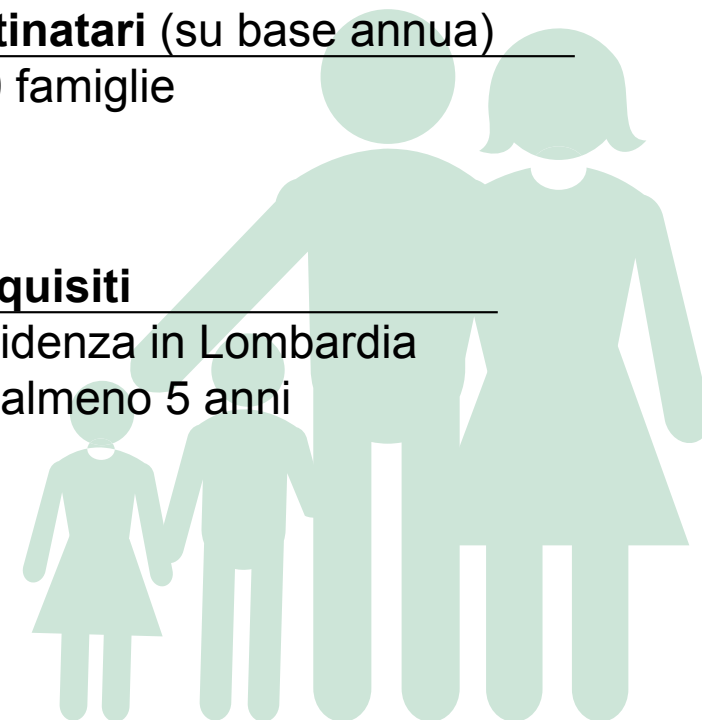 tinatari (su base annua)
famiglie
quisiti
idenza in Lombardia
almeno 5 anni